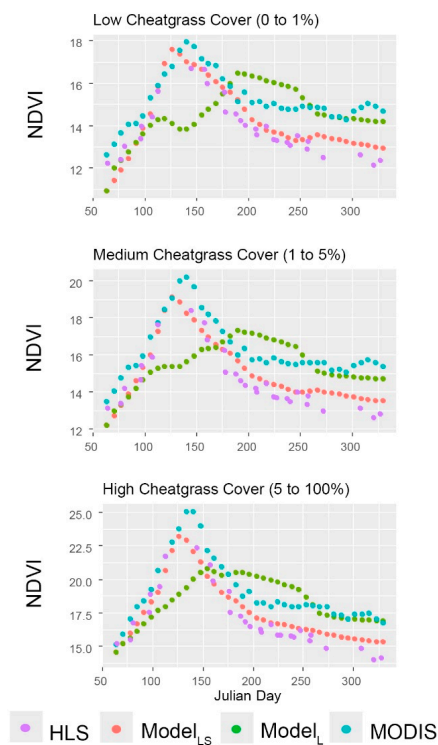 Low Cheatgrass Cover (0 to 1%)
NDVI
18
16
14
12
50 100 150 200 250 300
Medium Cheatgrass Cover (1 to 5%)
NDVI
20
18
16
14
12
50 100 150 200 250 300
High Cheatgrass Cover (5 to 100%)
NDVI
25.0
22.5
20.0
17.5
15.0
50 100 150 200 250 300
Julian Day
HLS ModelLS ModelL MODIS